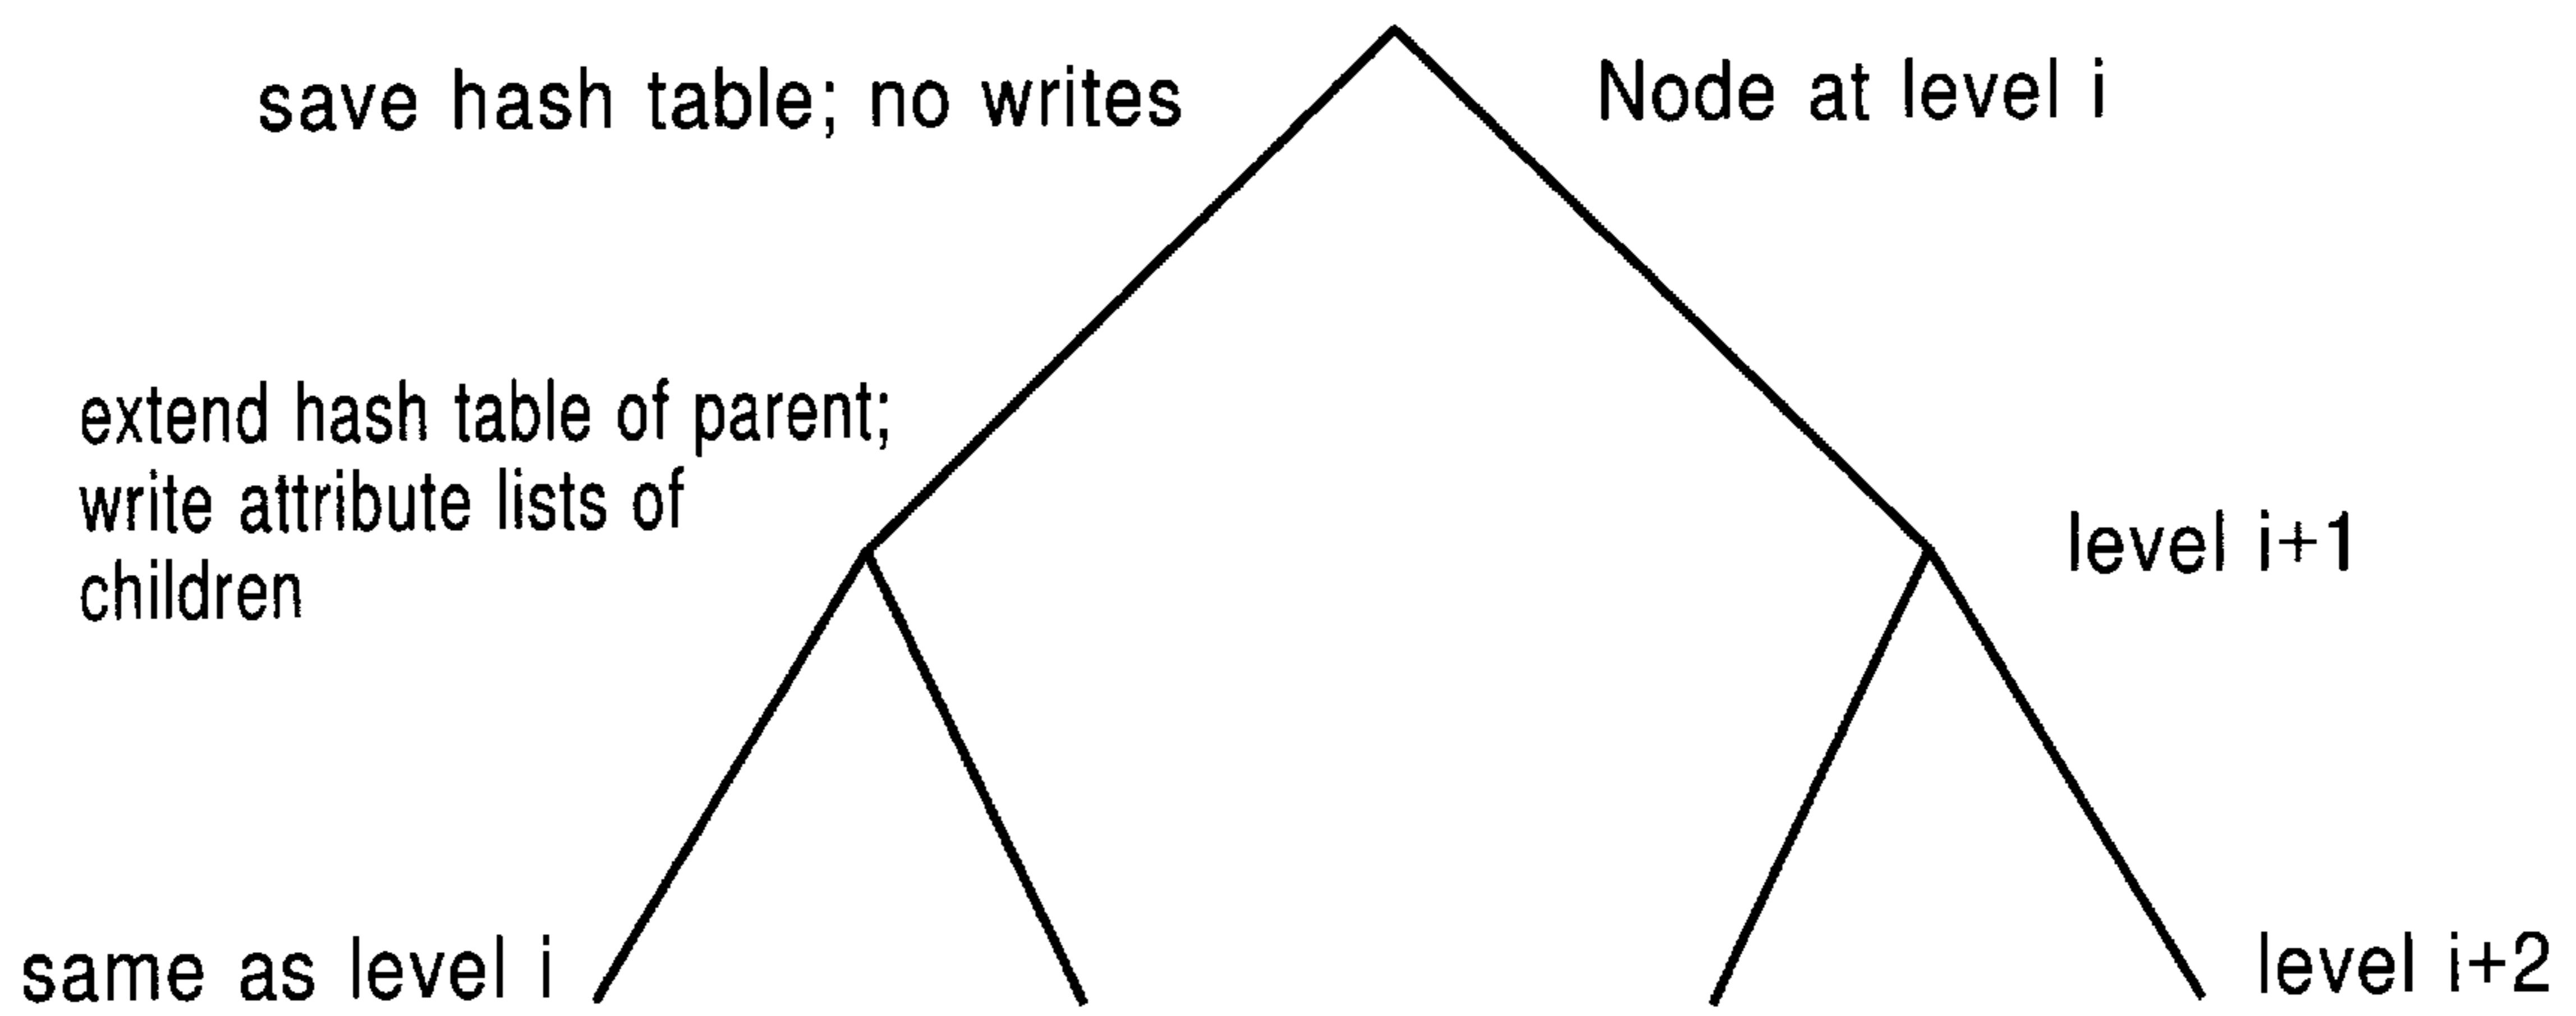 save hash table; no writes
Node at level i
extend hash table of parent;
write attribute lists of
children
level i+1
same as level i
level i+2